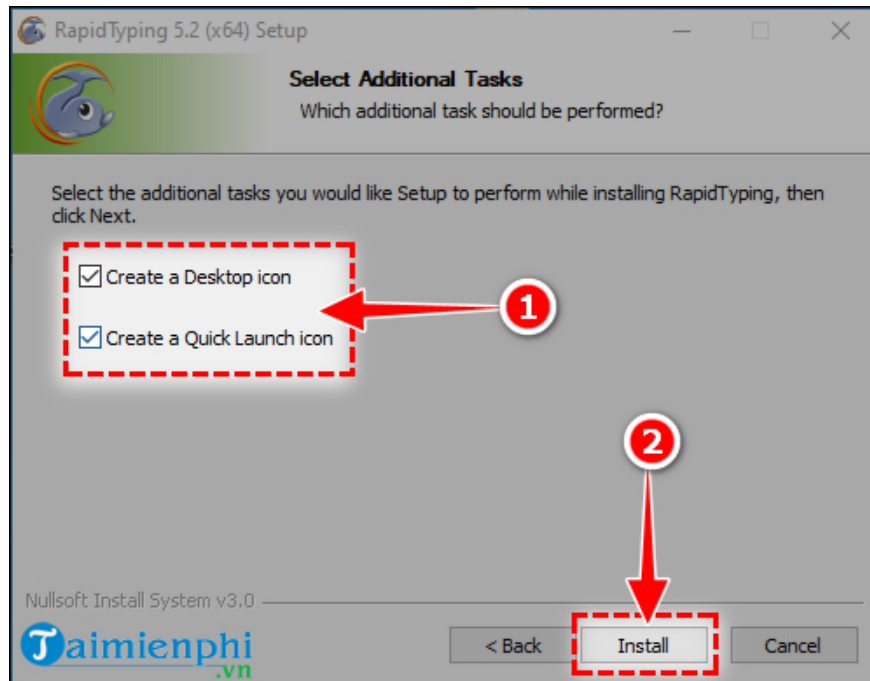 RapidTyping 5.2 (x64) Setup
Select Additional Tasks
Which additional task should be performed?
Select the additional tasks you would like Setup to perform while installing RapidTyping, then
click Next.
Create a Desktop icon
1
Create a Quick Launch icon
2
Nullsoft Install System v3.0
Taimienphi
.vn
< Back
Install
Cancel